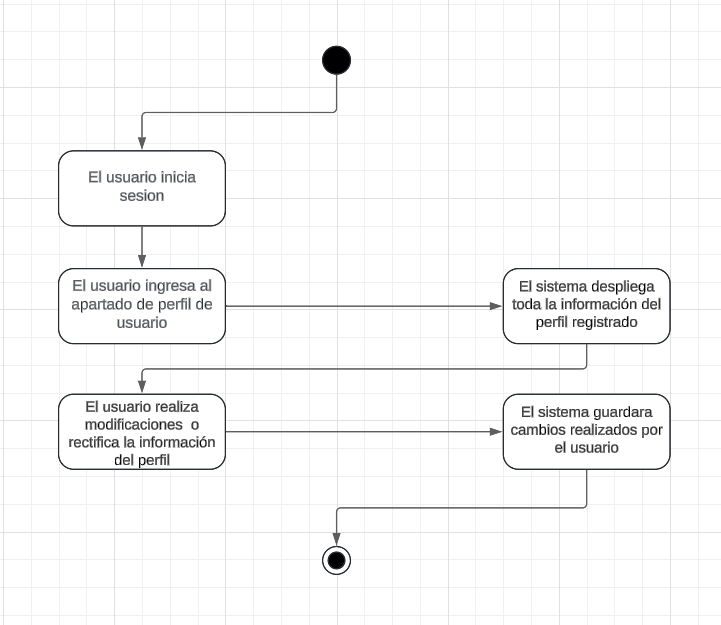 El usuario inicia
sesion
El usuario ingresa al
apartado de perfil de
usuario
El sistema despliega
toda la información del
perfil registrado
El usuario realiza
modificaciones o
rectifica la información
del perfil
El sistema guardara
cambios realizados por
el usuario